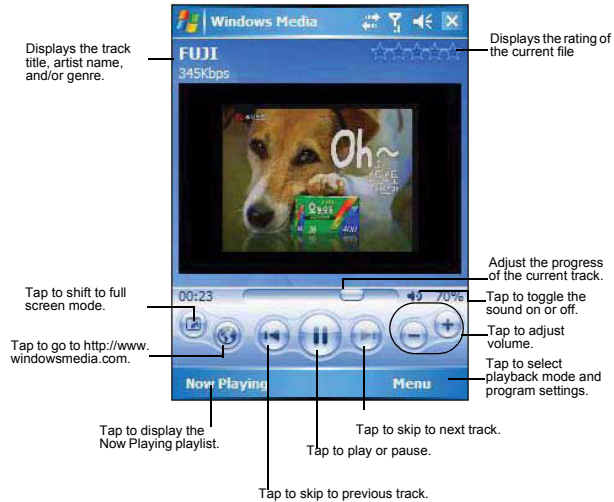 Windows Media
Displays the track
title, artist name,
and/or genre.
Displays the rating of
the current file
FUJI
345Kbps
Oh~
오
400
Adjust the progress
of the current track.
00:23
70%
Tap to shift to full
screen mode.
Tap to toggle the
sound on or off.
Tap to go to http://www.
windowsmedia.com.
Tap to adjust
volume.
Tap to select
playback mode and
program settings.
Now Playing
Menu
Tap to display the
Now Playing playlist.
Tap to skip to next track.
Tap to play or pause.
Tap to skip to previous track.